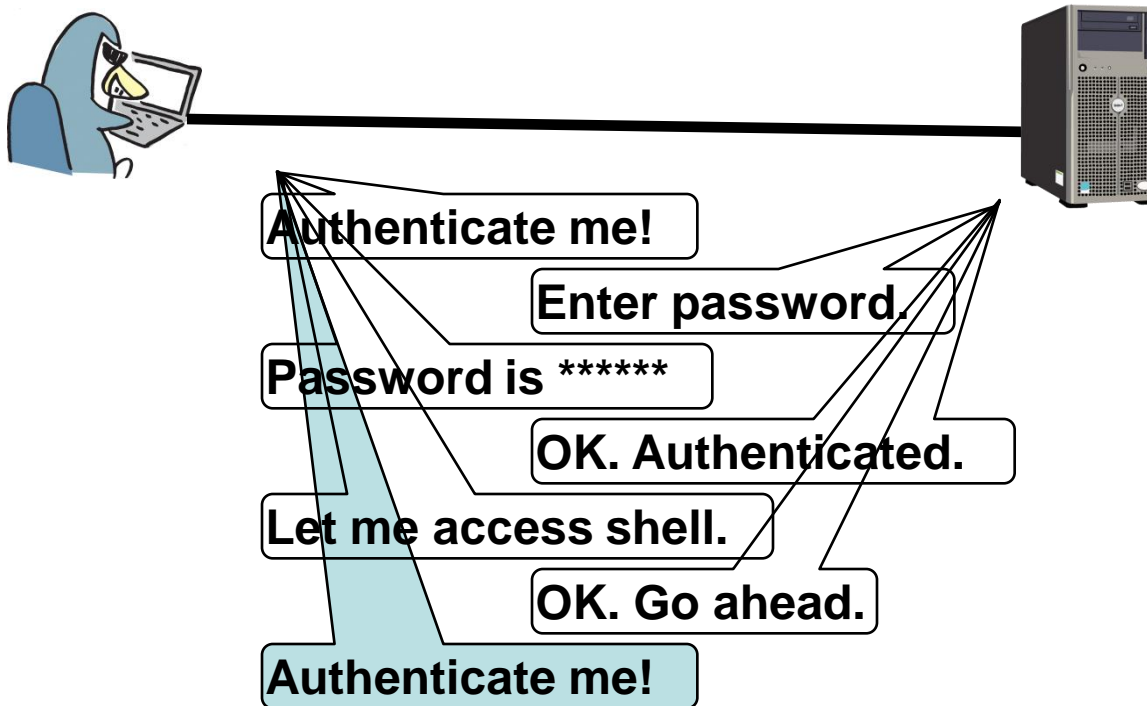 Authenticate me!
Enter password.
Password is ******
OK. Authenticated.
Let me access shell.
OK. Go ahead.
Authenticate me!